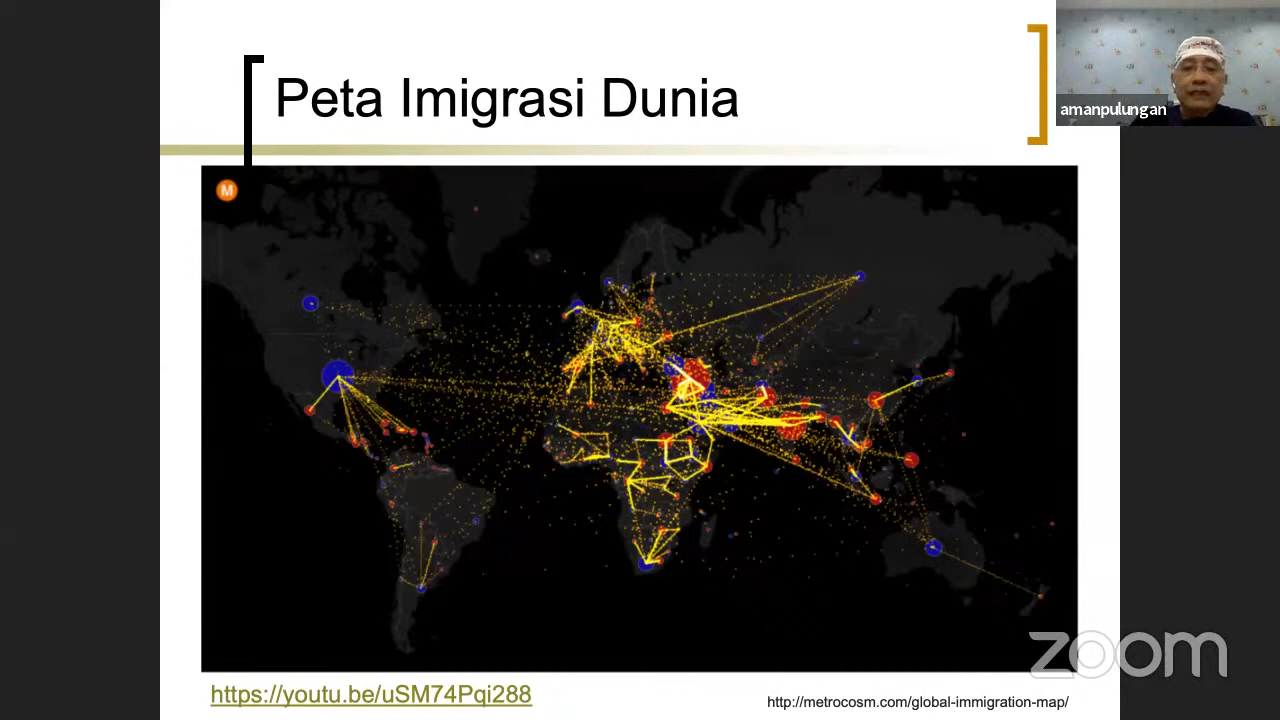 Peta Imigrasi Dunia
amanpulungan
M
zoom
https://youtu.be/uSM74Pqi288
http://metrocosm.com/global-immigration-map/